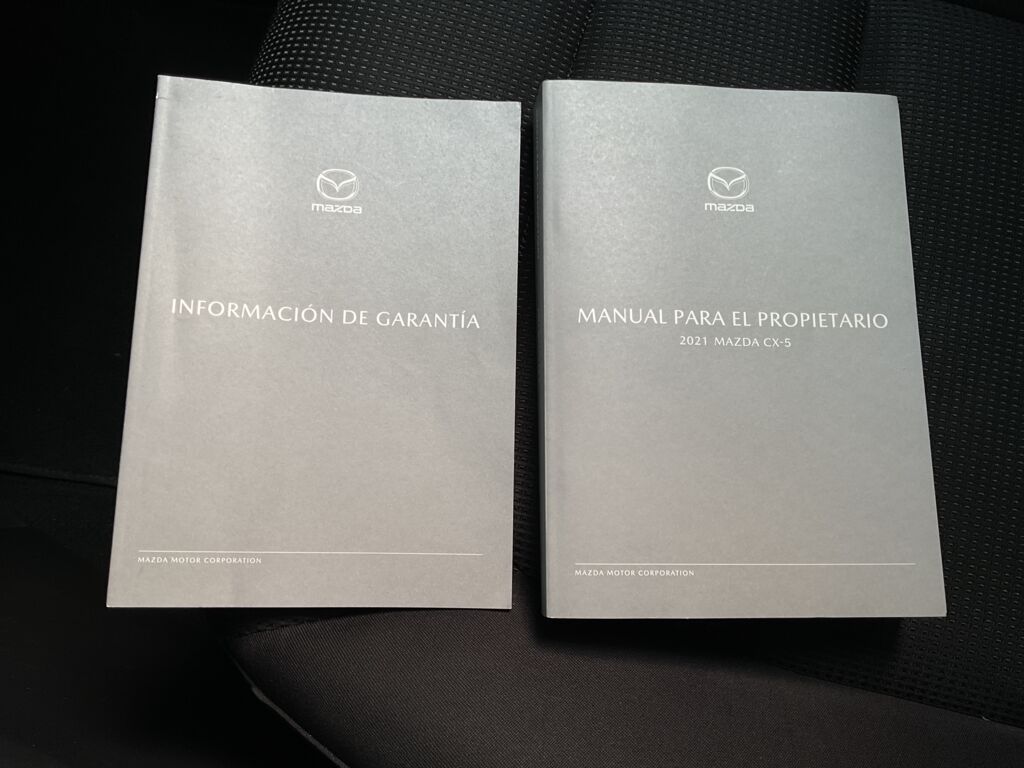 mazda
INFORMACIÓN DE GARANTÍA
MAZDA MOTOR CORPORATION
mazda
MANUAL PARA EL PROPIETARIO
2021 MAZDA CX-5
MAZDA MOTOR CORPORATION